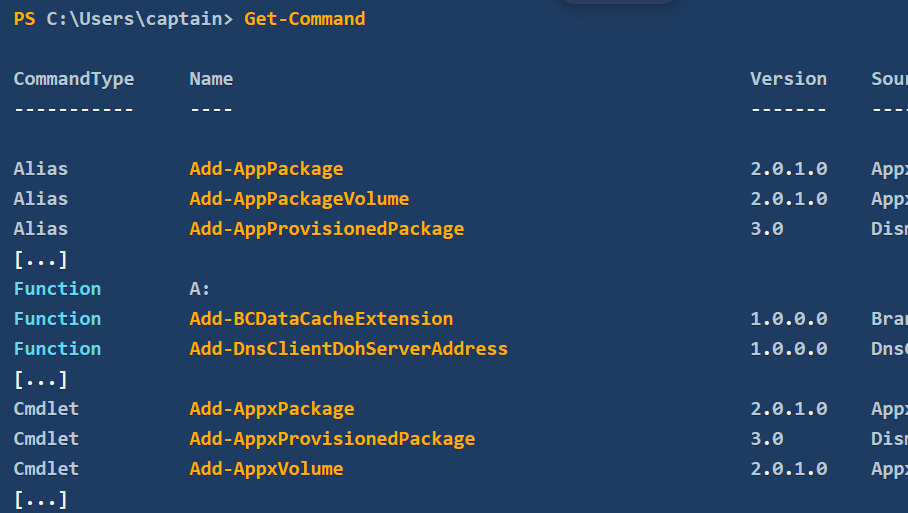 PS C:\Users\captain> Get-Command
CommandType Name Version Sour
----------- ---- ------- ----
Alias Add-AppPackage 2.0.1.0 Appx
Alias Add-AppPackageVolume 2.0.1.0 Appx
Alias Add-AppProvisionedPackage 3.0 Dism
[...]
Function A:
Function Add-BCDataCacheExtension 1.0.0.0 Bran
Function Add-DnsClientDohServerAddress 1.0.0.0 DnsC
[...]
Cmdlet Add-AppxPackage 2.0.1.0 Appx
Cmdlet Add-AppxProvisionedPackage 3.0 Dism
Cmdlet Add-AppxVolume 2.0.1.0 Appx
[...]